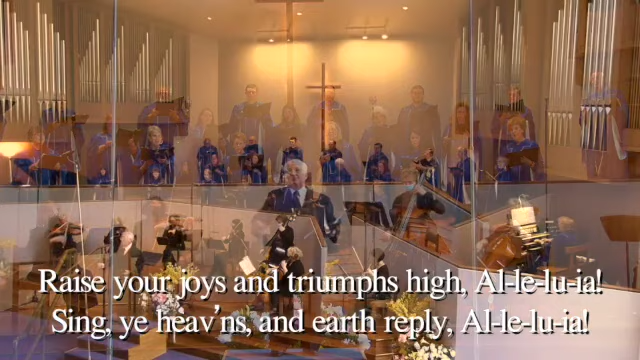 Raise your joys and triumphs high, Al-le-lu-ia!
Sing, ye heav'ns, and earth reply, Al-le-lu-ia!